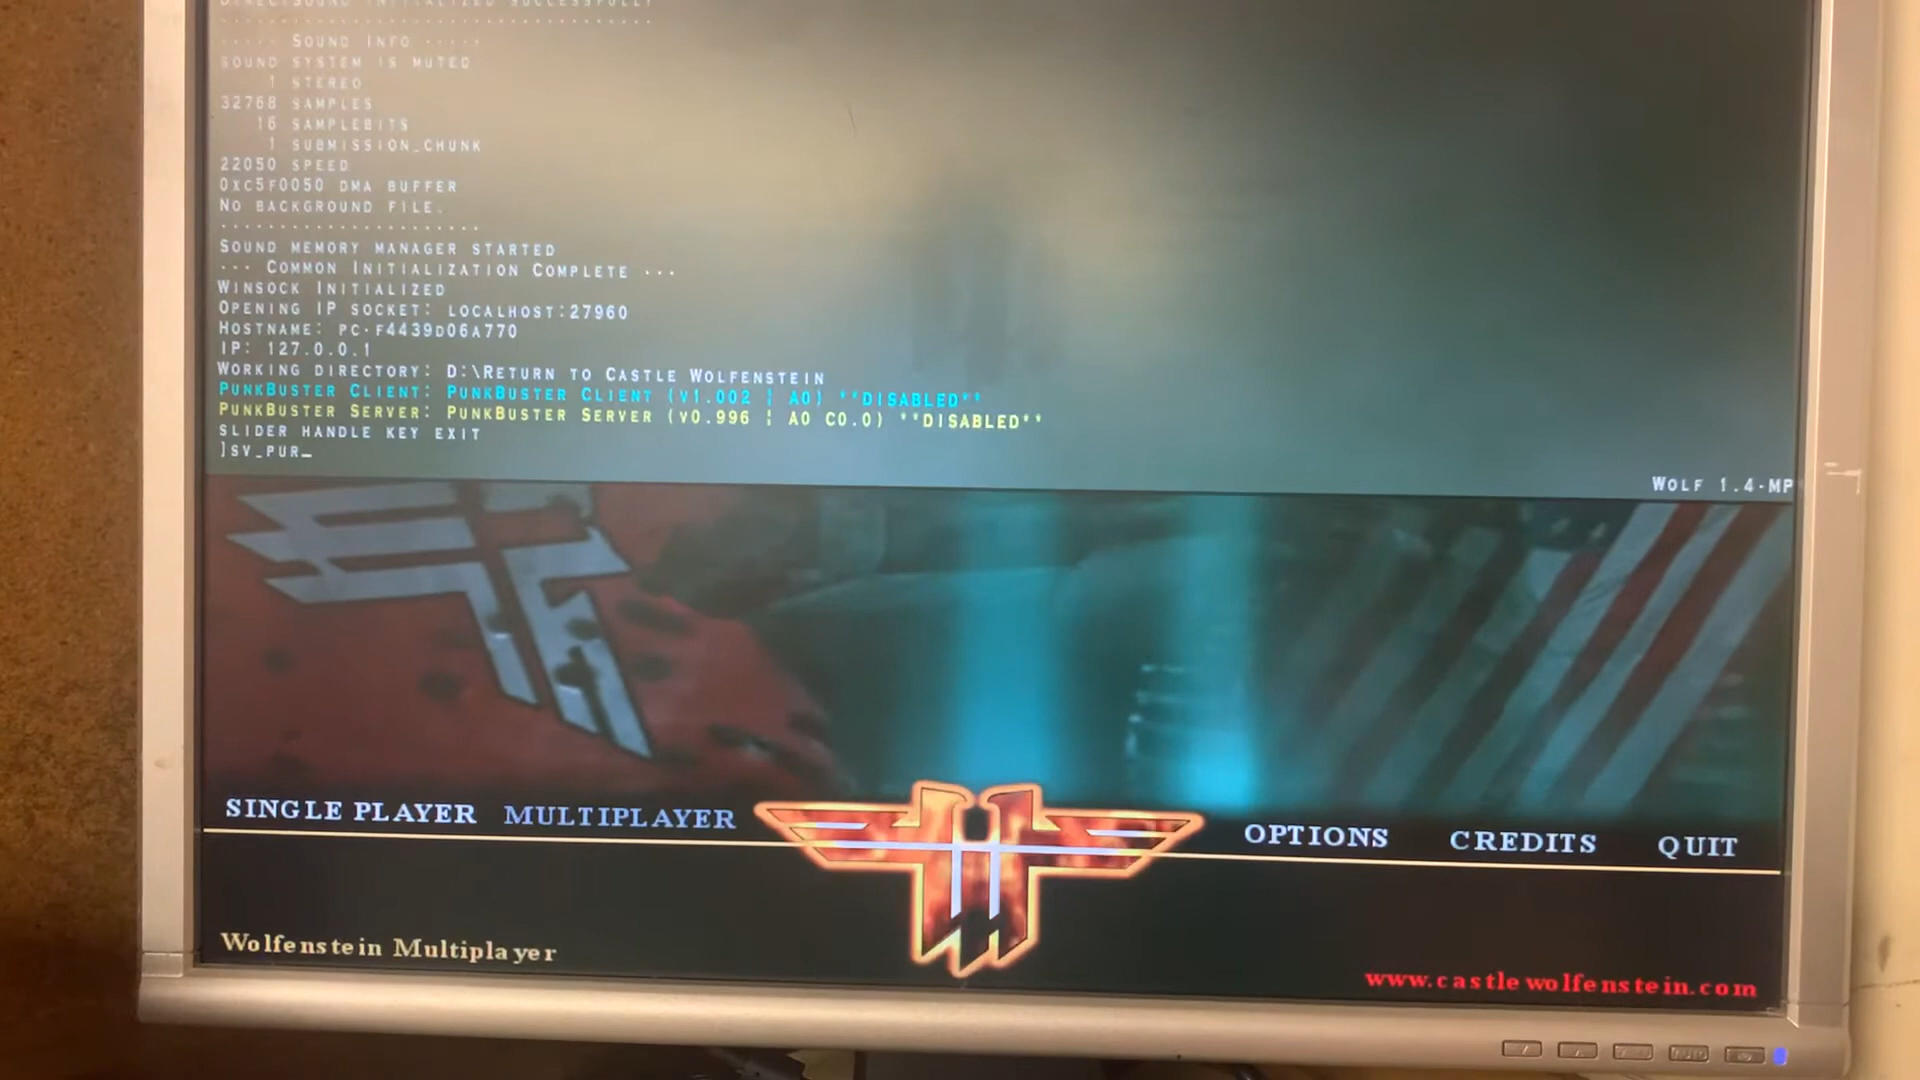 DIRECTSOUND INITIALIZED SUCCESSFULLY
----- SOUND INFO -----
SOUND SYSTEM IS MUTED
1 STEREO
32768 SAMPLES
16 SAMPLEBITS
1 SUBMISSION_CHUNK
22050 SPEED
0XC5F0050 DMA BUFFER
NO BACKGROUND FILE.
----------------------
SOUND MEMORY MANAGER STARTED
--- COMMON INITIALIZATION COMPLETE ---
WINSOCK INITIALIZED
OPENING IP SOCKET: LOCALHOST:27960
HOSTNAME: PC-F4439D06A770
IP: 127.0.0.1
WORKING DIRECTORY: D:\RETURN TO CASTLE WOLFENSTEIN
PUNKBUSTER CLIENT: PUNKBUSTER CLIENT (V1.002 | A0) **DISABLED**
PUNKBUSTER SERVER: PUNKBUSTER SERVER (V0.996 | A0 C0.0) **DISABLED**
SLIDER HANDLE KEY EXIT
]SV_PUR_
WOLF 1.4-MP
SINGLE PLAYER MULTIPLAYER OPTIONS CREDITS QUIT
Wolfenstein Multiplayer
www.castlewolfenstein.com